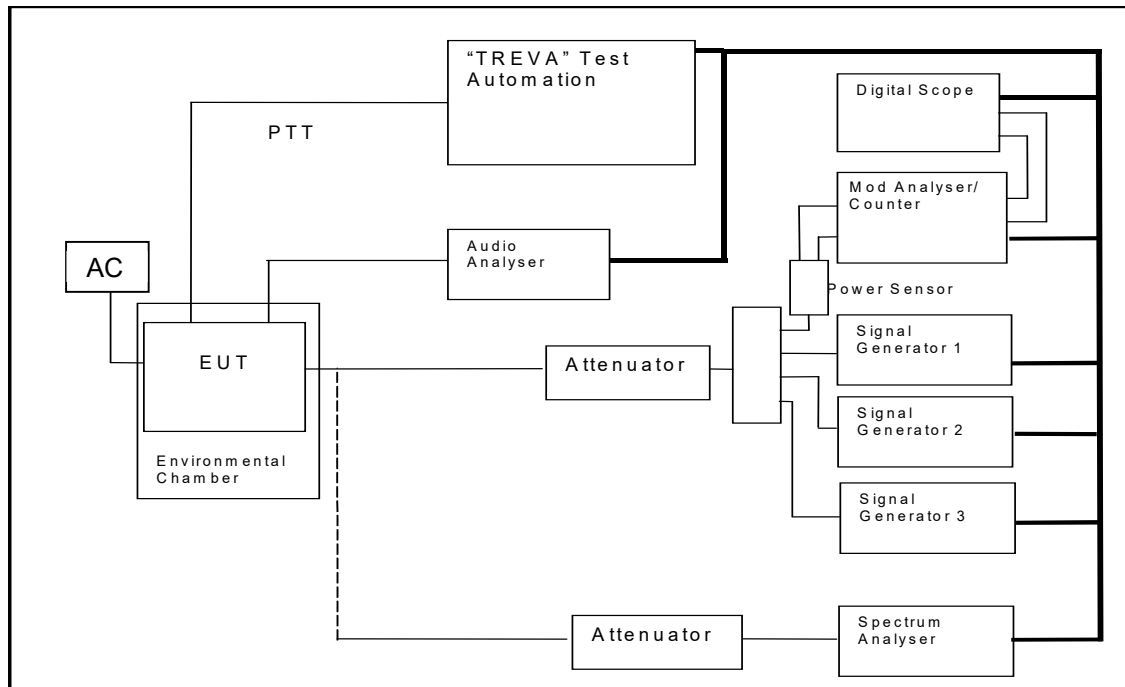 “TREVA” Test
Automation
PTT
Digital Scope
Mod Analyser/
Counter
Audio
Analyser
AC
Power Sensor
EUT
Attenuator
Signal
Generator 1
Signal
Generator 2
Environmental
Chamber
Signal
Generator 3
Attenuator
Spectrum
Analyser